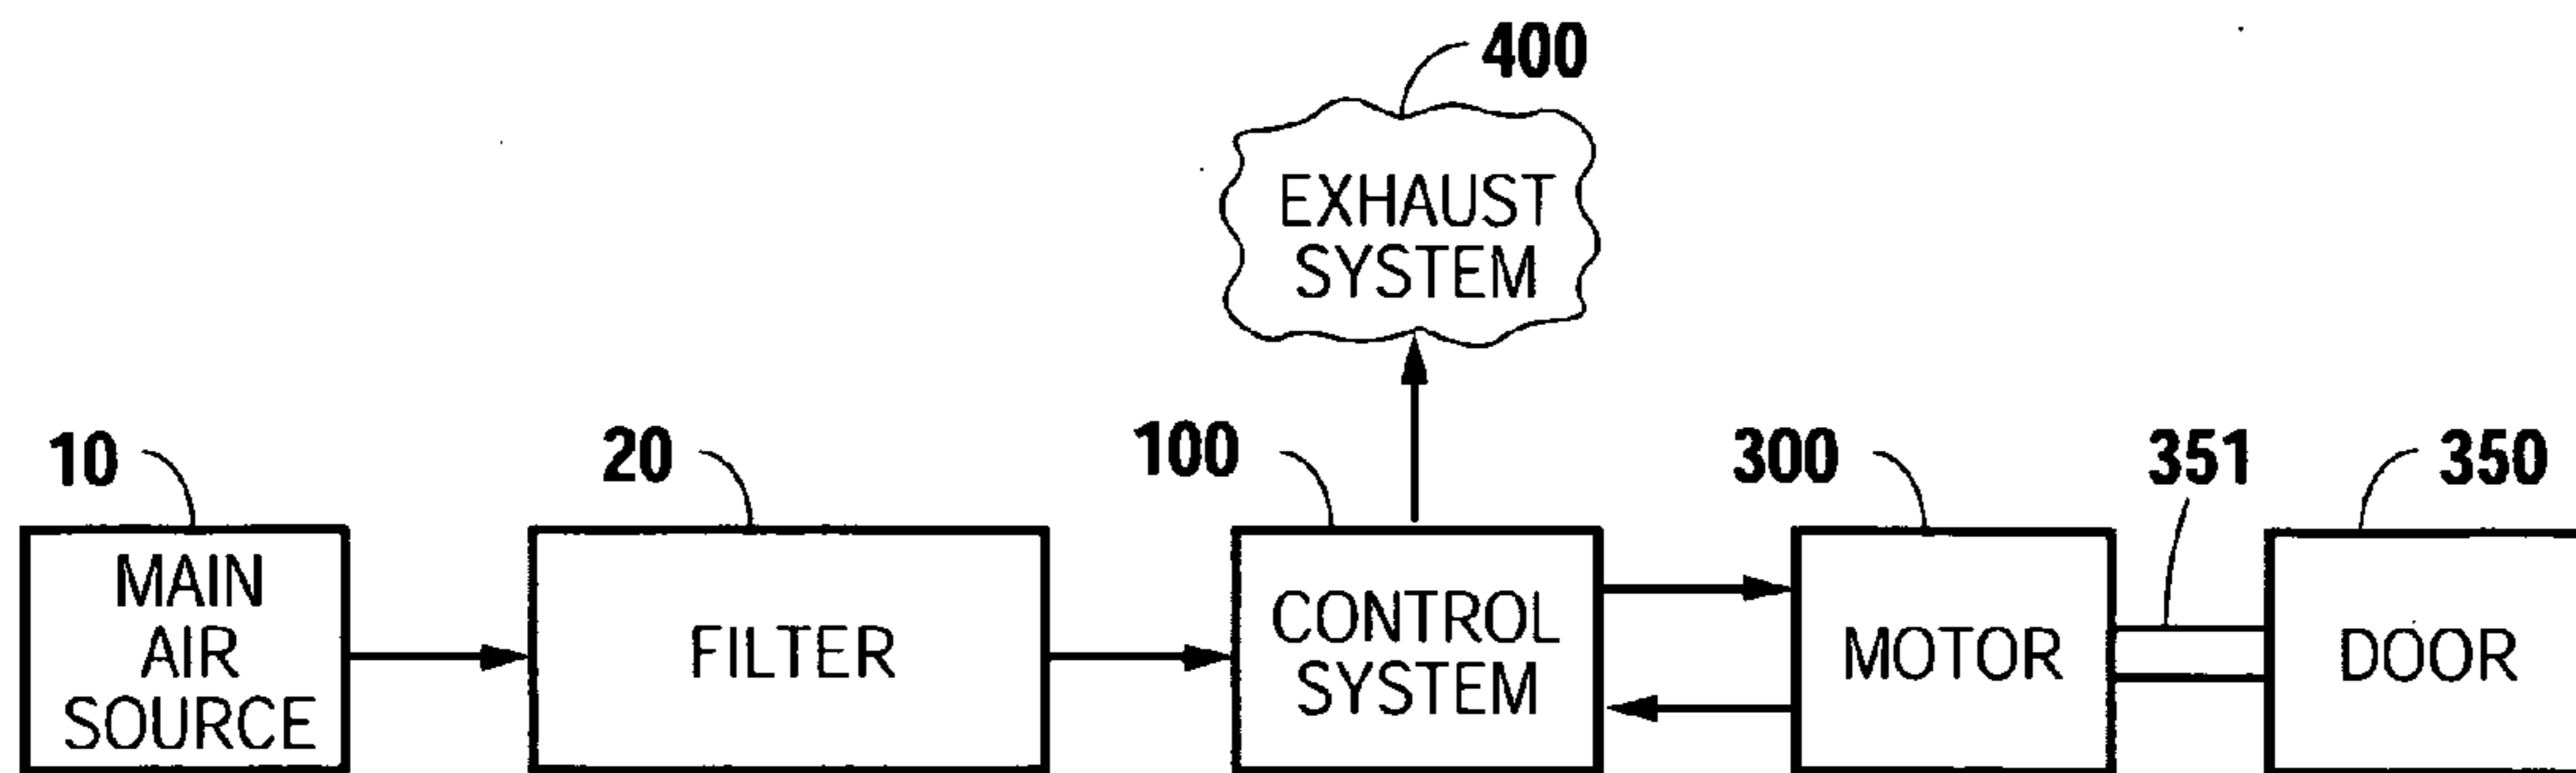 400
EXHAUST
SYSTEM
10
20
100
300
351
350
MAIN
AIR
SOURCE
FILTER
CONTROL
SYSTEM
MOTOR
DOOR